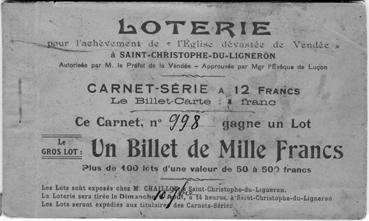 LOTERIE
pour l'achèvement de « l'Église dévastée de Vendée »
à SAINT-CHRISTOPHE-DU-LIGNERON
Autorisée par M. le Préfet de la Vendée - Approuvée par Mgr l'Évêque de Luçon
CARNET-SÉRIE A 12 FRANCS
Le Billet-Carte : 1 franc
Ce Carnet, n° 998 gagne un Lot
Le GROS LOT : Un Billet de Mille Francs
Plus de 100 lots d'une valeur de 50 à 500 francs
Les Lots sont exposés chez M. CHAILLOU à Saint-Christophe-du-Ligneron.
La Loterie sera tirée le Dimanche à 14 heures, à Saint-Christophe-du-Ligneron
Les Lots seront expédiés aux titulaires des Carnets-Séries.